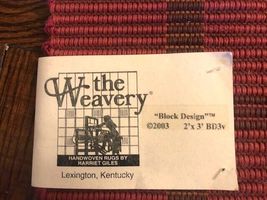 the
Weavery®
HANDWOVEN RUGS BY
HARRIET GILES
Lexington, Kentucky
"Block Design"™
©2003 2'x 3' BD3v